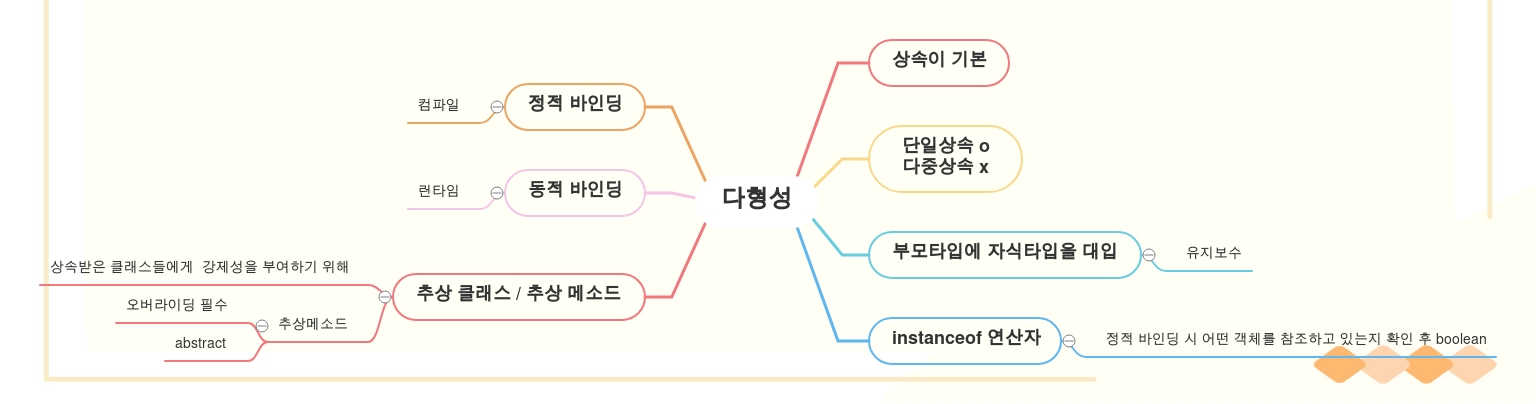 다형성
상속이 기본
단일상속 o
다중상속 x
부모타입에 자식타입을 대입
유지보수
instanceof 연산자
정적 바인딩 시 어떤 객체를 참조하고 있는지 확인 후 boolean
정적 바인딩
컴파일
동적 바인딩
런타임
추상 클래스 / 추상 메소드
상속받은 클래스들에게 강제성을 부여하기 위해
추상메소드
오버라이딩 필수
abstract